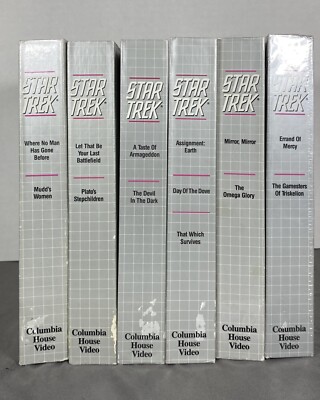 STAR
TREK
Where No Man
Has Gone
Before
Mudd's
Women
Columbia
House
Video
STAR
TREK
Let That Be
Your Last
Battlefield
Plato's
Stepchildren
Columbia
House
Video
STAR
TREK
A Taste Of
Armageddon
The Devil
In The Dark
Columbia
House
Video
STAR
TREK
Assignment:
Earth
Day Of The Dove
That Which
Survives
Columbia
House
Video
STAR
TREK
Mirror, Mirror
The
Omega Glory
Columbia
House
Video
STAR
TREK
Errand Of
Mercy
The Gamesters
Of Triskelion
Columbia
House
Video